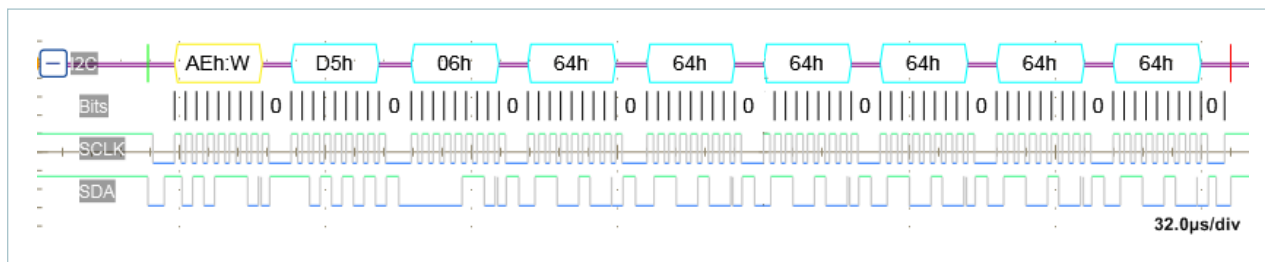 I2C AEh:W D5h 06h 64h 64h 64h 64h 64h 64h
Bits 0 0 0 0 0 0 0 0 0
SCLK
SDA
32.0µs/div